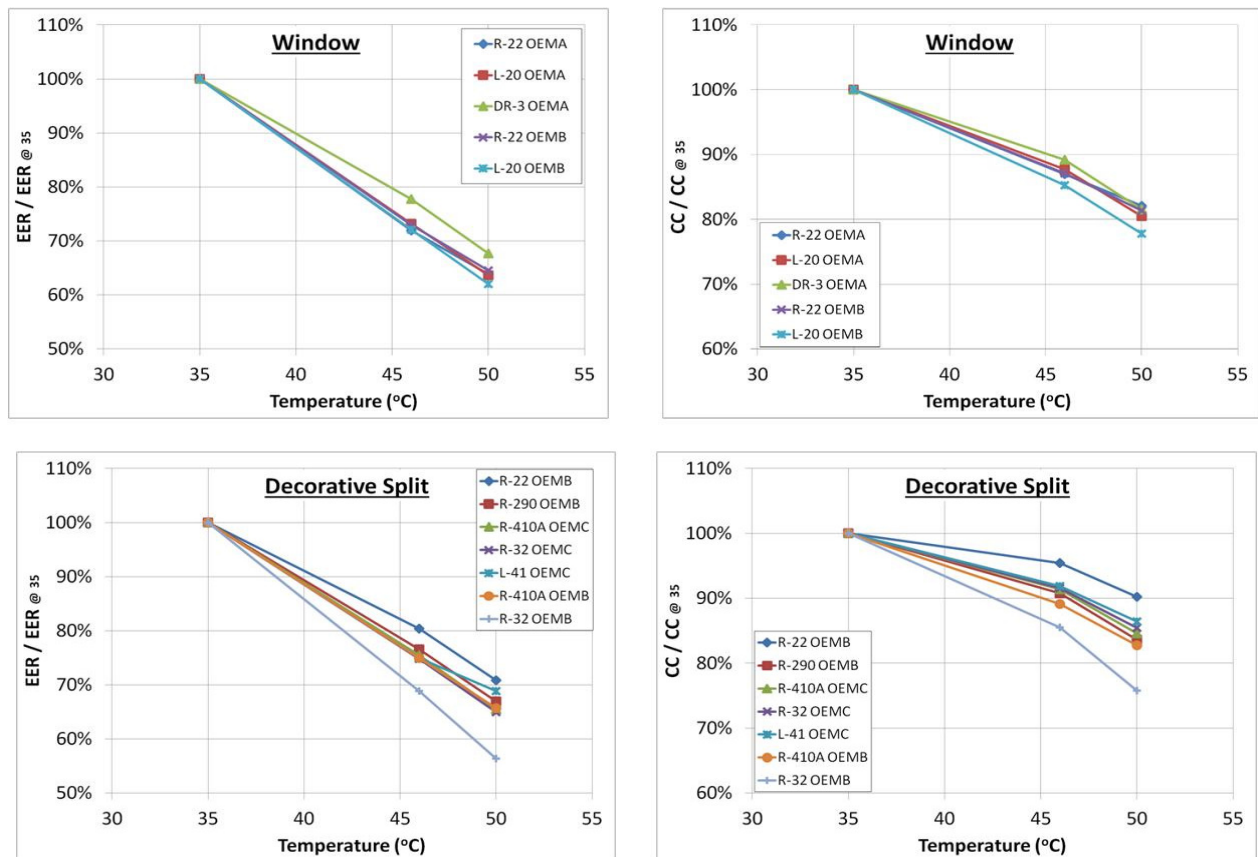 Window
110%
100%
90%
80%
70%
60%
50%
30 35 40 45 50 55
EER / EER @ 35
Temperature (°C)
R-22 OEMA
L-20 OEMA
DR-3 OEMA
R-22 OEMB
L-20 OEMB
Window
110%
100%
90%
80%
70%
60%
30 35 40 45 50 55
CC / CC @ 35
Temperature (°C)
R-22 OEMA
L-20 OEMA
DR-3 OEMA
R-22 OEMB
L-20 OEMB
Decorative Split
110%
100%
90%
80%
70%
60%
50%
30 35 40 45 50 55
EER / EER @ 35
Temperature (°C)
R-22 OEMB
R-290 OEMB
R-410A OEMC
R-32 OEMC
L-41 OEMC
R-410A OEMB
R-32 OEMB
Decorative Split
110%
100%
90%
80%
70%
60%
30 35 40 45 50 55
CC / CC @ 35
Temperature (°C)
R-22 OEMB
R-290 OEMB
R-410A OEMC
R-32 OEMC
L-41 OEMC
R-410A OEMB
R-32 OEMB